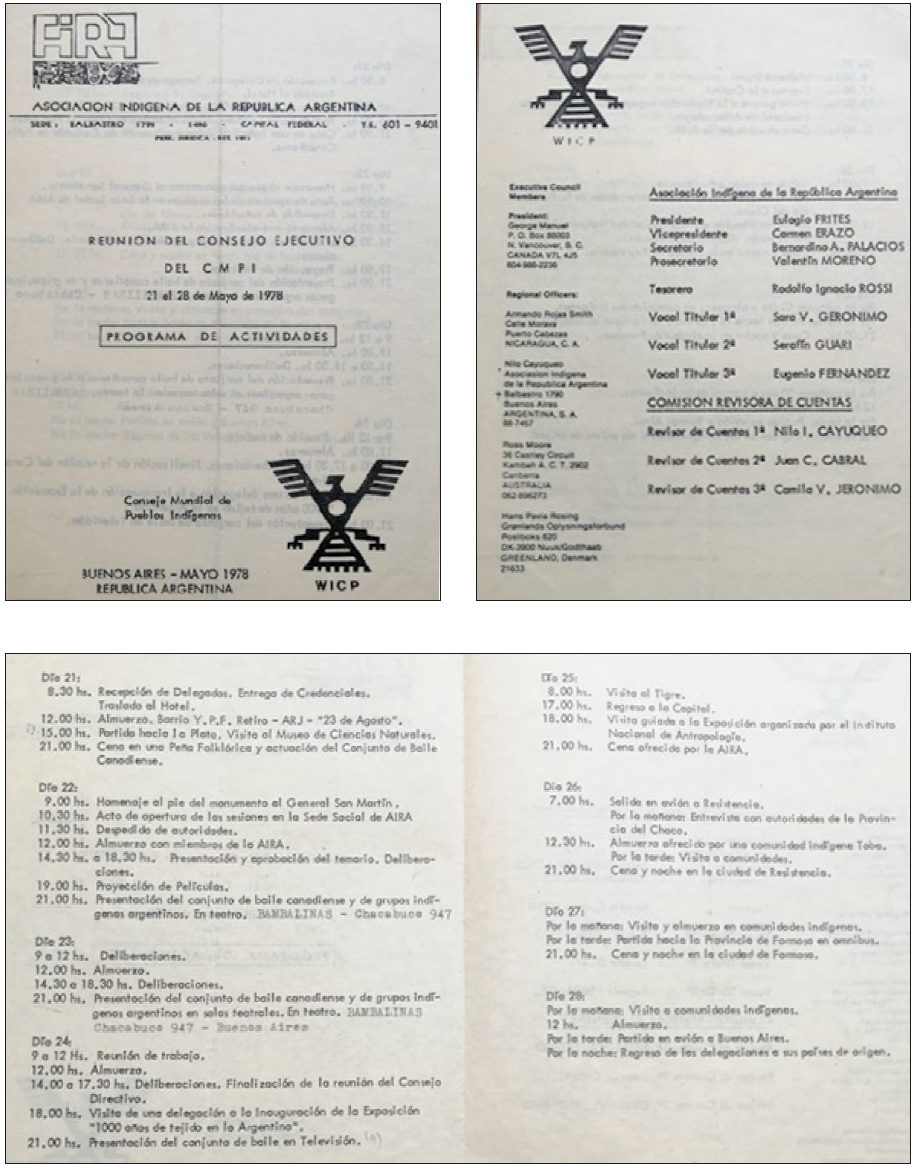 AIRA
ASOCIACION INDIGENA DE LA REPUBLICA ARGENTINA
SEDE: BALBASTRO 1790 - 1406 - CAPITAL FEDERAL - T.E. 601 - 9401
REUNION DEL CONSEJO EJECUTIVO
DEL C M P I
21 al 28 de Mayo de 1978
PROGRAMA DE ACTIVIDADES
Consejo Mundial de
Pueblos Indígenas
WICP
BUENOS AIRES - MAYO 1978
REPUBLICA ARGENTINA
WICP
Executive Council
Members
President:
George Manuel
P. O. Box 86003
N. Vancouver, B. C.
CANADA V7L 4J5
604-986-2236
Regional Officers:
Armando Rojas Smith
Calle Morava
Puerto Cabezas
NICARAGUA, C. A.
Nilo Cayuqueo
Asociasion Indigena
de la Republica Argentina
Balbastro 1790
Buenos Aires
ARGENTINA, S. A.
68-7457
Ross Moore
36 Castley Circuit
Kambah A. C. T. 2902
Canberra
AUSTRALIA
062-896273
Hans Pavia Rosing
Grønlands Oplysningsforbund
Postboks 620
DK-3900 Nuuk/Godthaab
GREENLAND, Denmark
21633
Asociación Indígena de la República Argentina
Presidente Eulogio FRITES
Vicepresidente Carmen ERAZO
Secretario Bernardino A. PALACIOS
Prosecretario Valentín MORENO
Tesorero Rodolfo Ignacio ROSSI
Vocal Titular 1ª Sara V. GERONIMO
Vocal Titular 2ª Serafín GUARI
Vocal Titular 3ª Eugenio FERNANDEZ
COMISION REVISORA DE CUENTAS
Revisor de Cuentas 1ª Nilo I. CAYUQUEO
Revisor de Cuentas 2ª Juan C. CABRAL
Revisor de Cuentas 3ª Camilo V. JERONIMO
Día 21:
8.30 hs. Recepción de Delegados. Entrega de Credenciales.
Traslado al Hotel.
12.00 hs. Almuerzo. Barrio Y.P.F. Retiro - ARJ - "23 de Agosto".
15.00 hs. Partida hacia la Plata. Visita al Museo de Ciencias Naturales.
21.00 hs. Cena en una Peña Folklórica y actuación del Conjunto de Baile
Canadiense.
Día 22:
9.00 hs. Homenaje al pie del monumento al General San Martín.
10.30 hs. Acto de apertura de las sesiones en la Sede Social de AIRA
11.30 hs. Despedida de autoridades.
12.00 hs. Almuerzo con miembros de la AIRA.
14.30 hs. a 18.30 hs. Presentación y aprobación del temario. Delibera-
ciones.
19.00 hs. Proyección de Películas.
21.00 hs. Presentación del conjunto de baile canadiense y de grupos indí-
genas argentinos. En teatro. BAMBALINAS - Chacabuco 947
Día 23:
9 a 12 hs. Deliberaciones.
12.00 hs. Almuerzo.
14.30 a 18.30 hs. Deliberaciones.
21.00 hs. Presentación del conjunto de baile canadiense y de grupos indí-
genas argentinos en salas teatrales. En teatro. BAMBALINAS
Chacabuco 947 - Buenos Aires
Día 24:
9 a 12 Hs. Reunión de trabajo.
12.00 hs. Almuerzo.
14.00 a 17.30 hs. Deliberaciones. Finalización de la reunión del Consejo
Directivo.
18.00 hs. Visita de una delegación a la Inauguración de la Exposición
"1000 años de tejido en la Argentina".
21.00 hs. Presentación del conjunto de baile en Televisión.
Día 25:
8.00 hs. Visita al Tigre.
17.00 hs. Regreso a la Capital.
18.00 hs. Visita guiada a la Exposición organizada por el Instituto
Nacional de Antropología.
21.00 hs. Cena ofrecida por la AIRA.
Día 26:
7.00 hs. Salida en avión a Resistencia.
Por la mañana: Entrevista con autoridades de la Provin-
cia del Chaco.
12.30 hs. Almuerzo ofrecido por una comunidad indígena Toba.
Por la tarde: Visita a comunidades.
21.00 hs. Cena y noche en la ciudad de Resistencia.
Día 27:
Por la mañana: Visita y almuerzo en comunidades indígenas.
Por la tarde: Partida hacia la Provincia de Formosa en omnibus.
21.00 hs. Cena y noche en la ciudad de Formosa.
Día 28:
Por la mañana: Visita a comunidades indígenas.
12 hs. Almuerzo.
Por la tarde: Partida en avión a Buenos Aires.
Por la noche: Regreso de las delegaciones a sus países de origen.